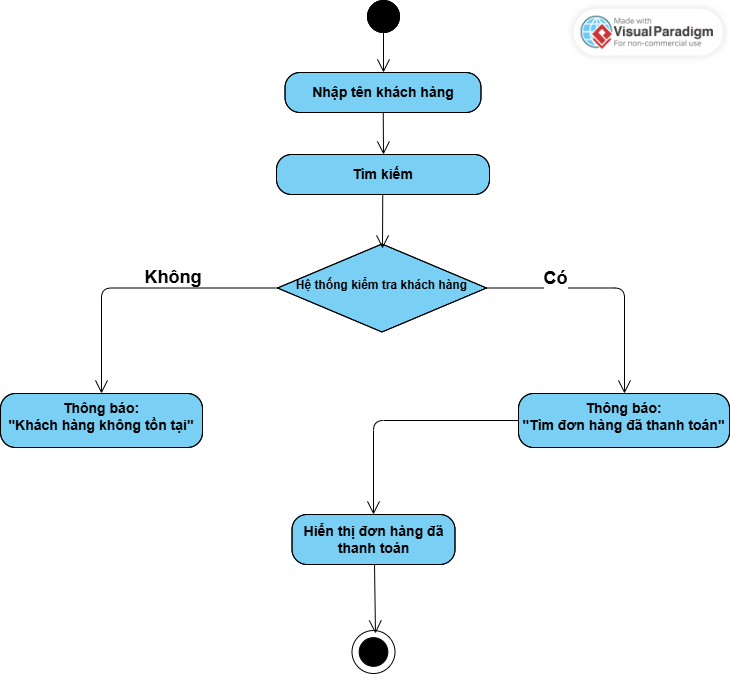 Made with
Visual Paradigm
For non-commercial use
Nhập tên khách hàng
Tìm kiếm
Hệ thống kiểm tra khách hàng
Không
Có
Thông báo:
"Khách hàng không tồn tại"
Thông báo:
"Tìm đơn hàng đã thanh toán"
Hiển thị đơn hàng đã
thanh toán